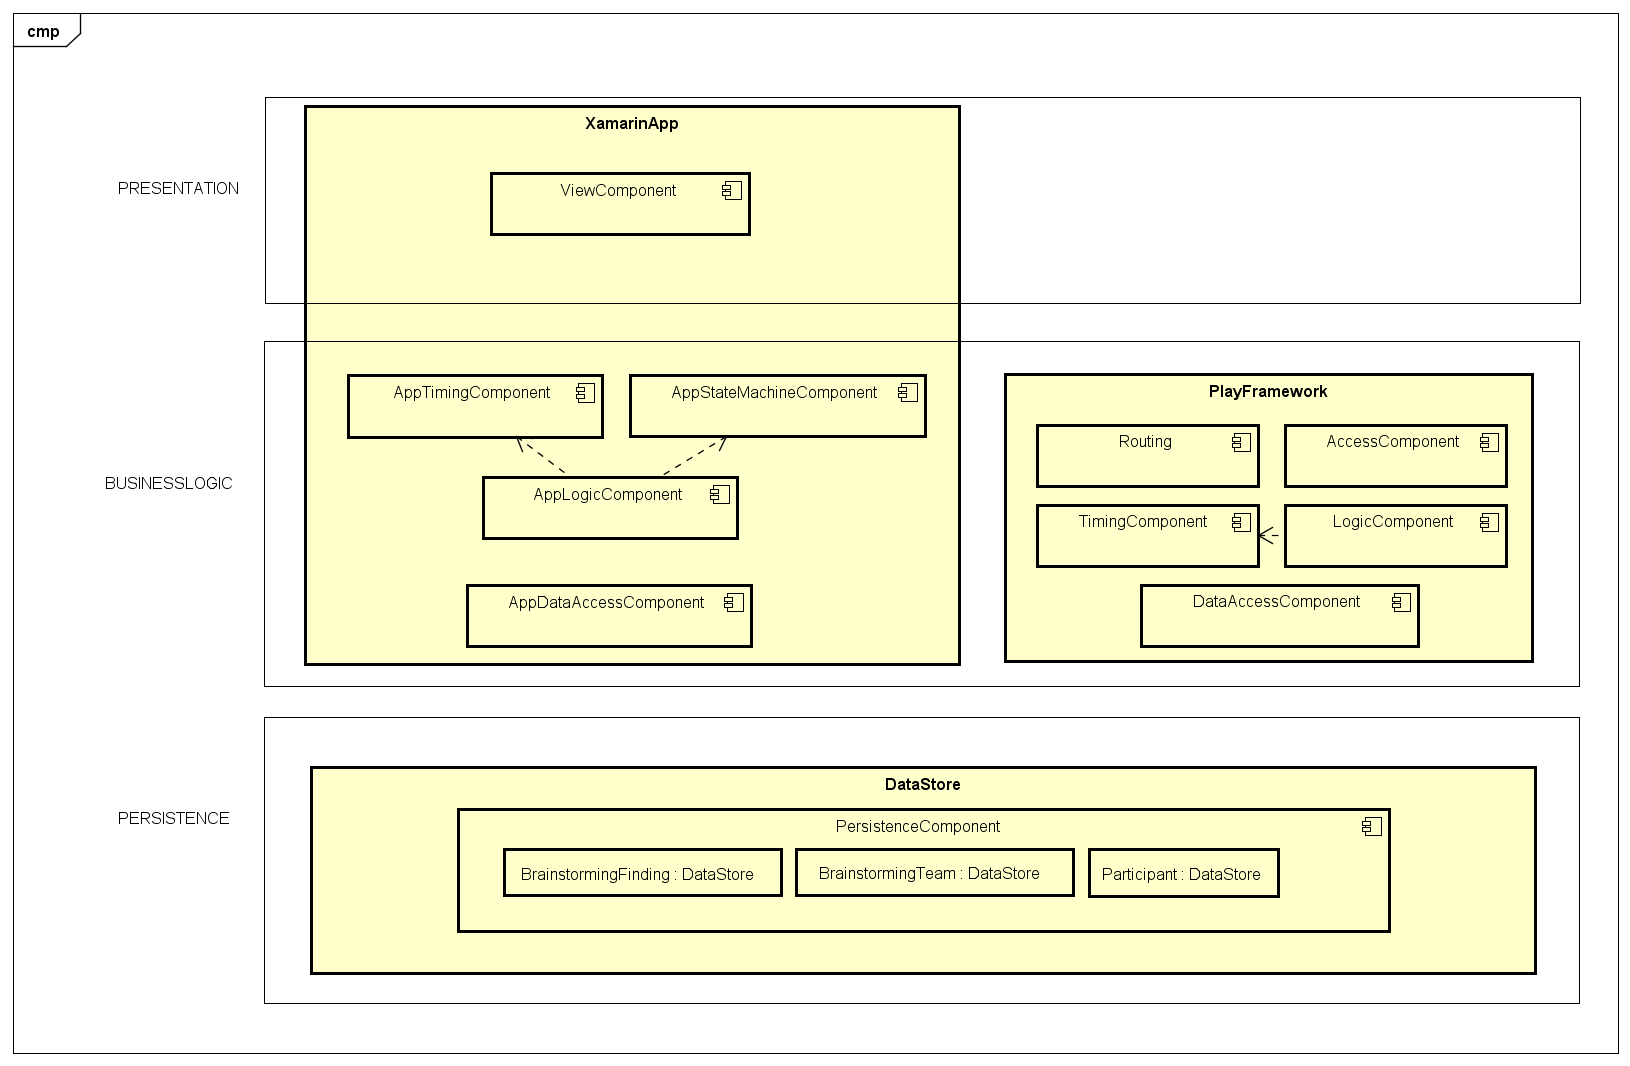 cmp
XamarinApp
PRESENTATION
ViewComponent
AppTimingComponent
AppStateMachineComponent
PlayFramework
Routing
AccessComponent
BUSINESSLOGIC
AppLogicComponent
TimingComponent
LogicComponent
AppDataAccessComponent
DataAccessComponent
DataStore
PERSISTENCE
PersistenceComponent
BrainstormingFinding : DataStore
BrainstormingTeam : DataStore
Participant : DataStore